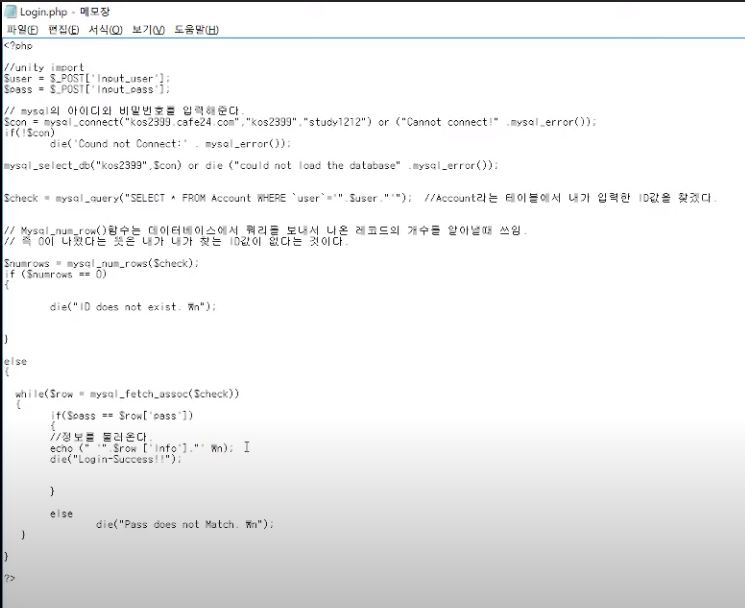 Login.php - 메모장
파일(F) 편집(E) 서식(O) 보기(V) 도움말(H)
<?php
//unity import
$user = $_POST['Input_user'];
$pass = $_POST['Input_pass'];
// mysql의 아이디와 비밀번호를 입력해준다.
$con = mysql_connect("kos2399.cafe24.com","kos2399","study1212") or ("Cannot connect!" .mysql_error());
if(!$con)
die('Cound not Connect:' . mysql_error());
mysql_select_db("kos2399",$con) or die ("could not load the database" .mysql_error());
$check = mysql_query("SELECT * FROM Account WHERE `user`='".$user."'"); //Account라는 테이블에서 내가 입력한 ID값을 찾겠다.
// Mysql_num_row()함수는 데이터베이스에서 쿼리를 보내서 나온 레코드의 개수를 알아낼때 쓰임.
// 즉 0이 나왔다는 뜻은 내가 내가 찾는 ID값이 없다는 것이다.
$numrows = mysql_num_rows($check);
if ($numrows == 0)
{
die("ID does not exist. ₩n");
}
else
{
while($row = mysql_fetch_assoc($check))
{
if($pass == $row['pass'])
{
//정보를 불러온다.
echo (" '".$row ['Info']."' ₩n);
die("Login-Success!!");
}
else
die("Pass does not Match. ₩n");
}
}
?>